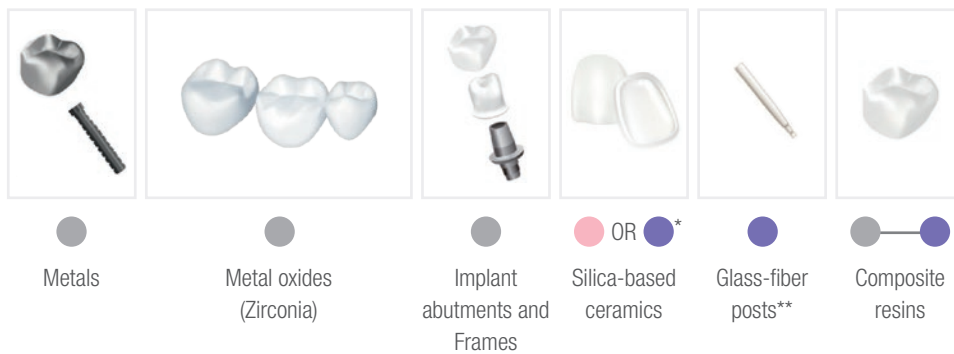 OR *
Metals
Metal oxides
(Zirconia)
Implant
abutments and
Frames
Silica-based
ceramics
Glass-fiber
posts**
Composite
resins